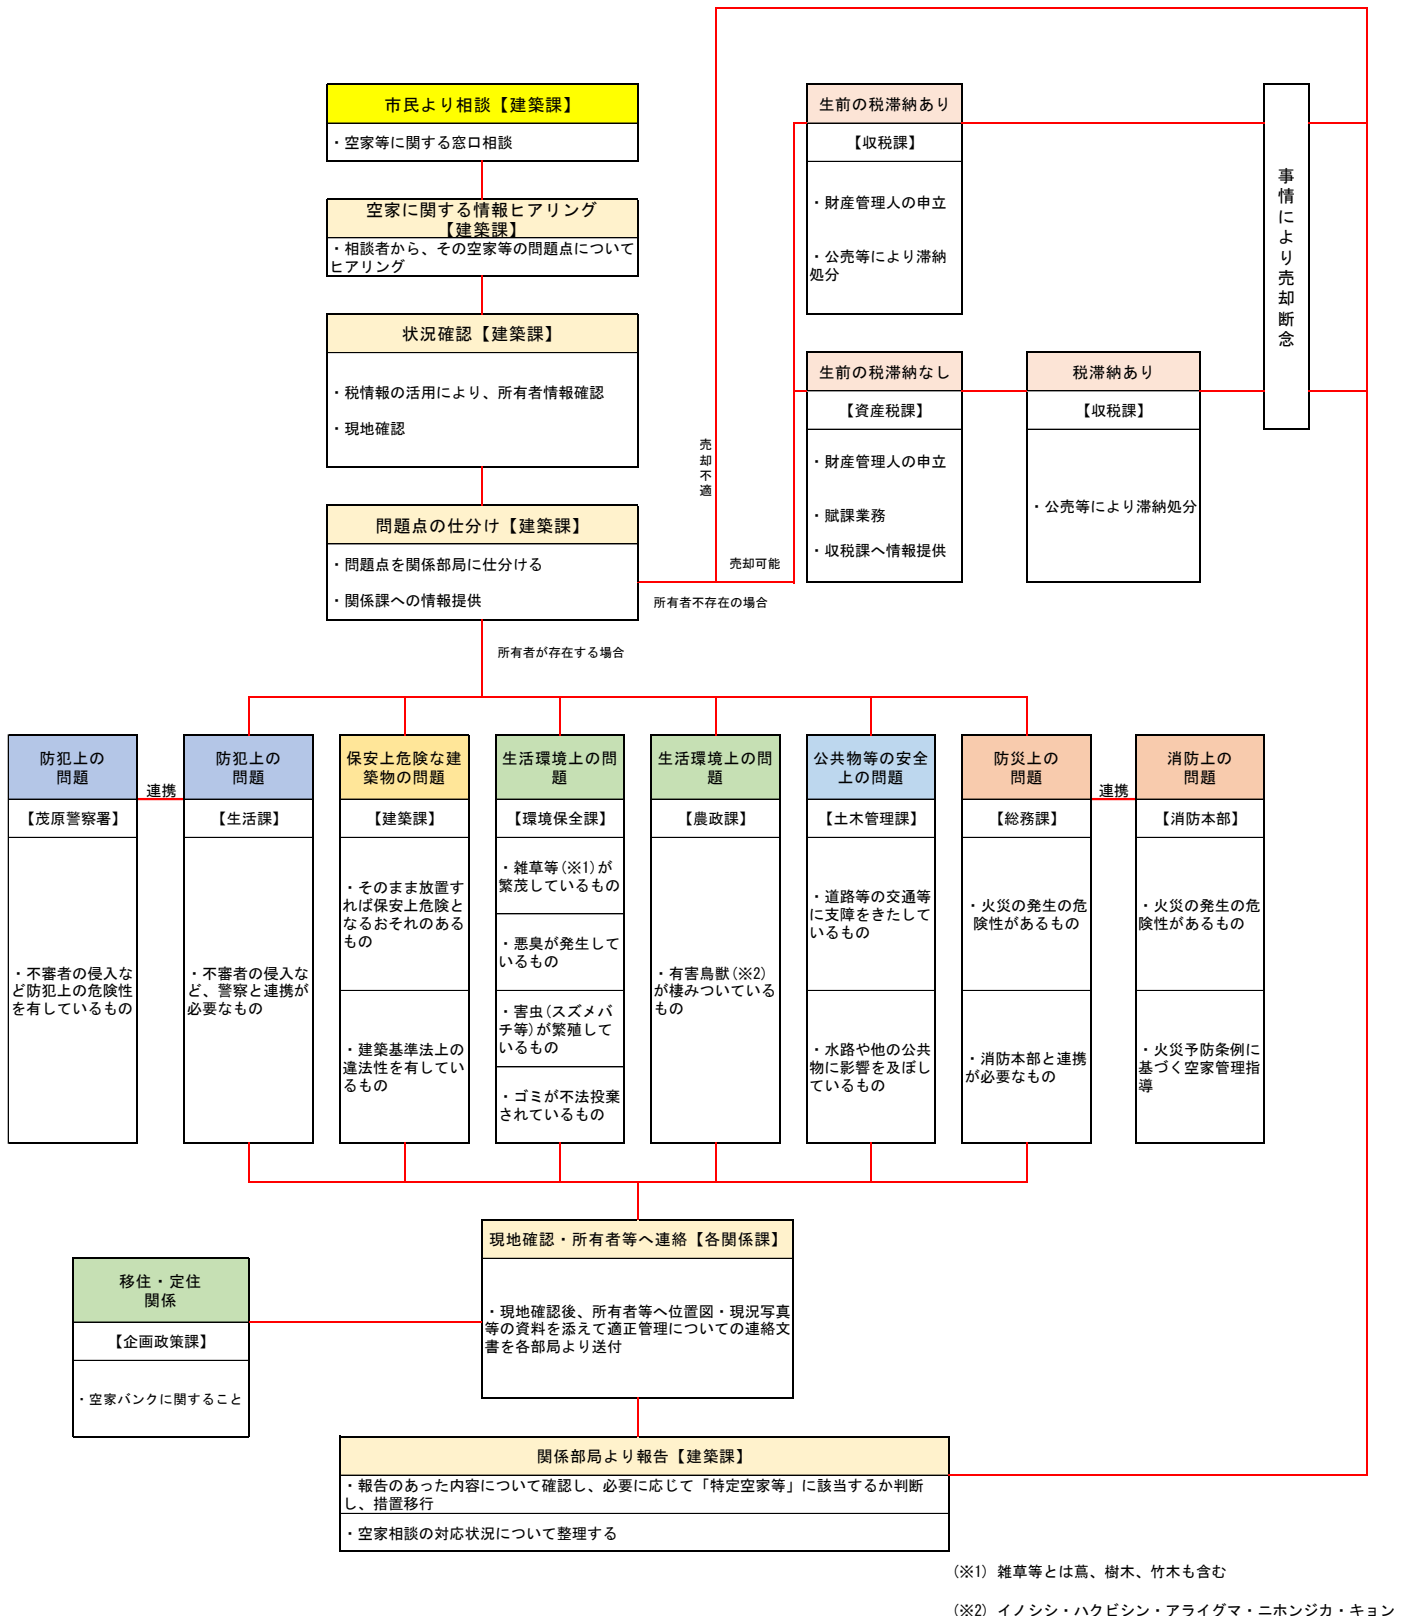 市民より相談【建築課】
・空家等に関する窓口相談
空家に関する情報ヒアリング
【建築課】
・相談者から、その空家等の問題点について
ヒアリング
状況確認【建築課】
・税情報の活用により、所有者情報確認
・現地確認
問題点の仕分け【建築課】
・問題点を関係部局に仕分ける
・関係課への情報提供
売却不適
売却可能
所有者不存在の場合
所有者が存在する場合
生前の税滞納あり
【収税課】
・財産管理人の申立
・公売等により滞納
処分
生前の税滞納なし
【資産税課】
・財産管理人の申立
・賦課業務
・収税課へ情報提供
税滞納あり
【収税課】
・公売等により滞納処分
事情により売却断念
防犯上の
問題
【茂原警察署】
・不審者の侵入な
ど防犯上の危険性
を有しているもの
連携
防犯上の
問題
【生活課】
・不審者の侵入な
ど、警察と連携が
必要なもの
保安上危険な建
築物の問題
【建築課】
・そのまま放置す
れば保安上危険と
なるおそれのある
もの
・建築基準法上の
違法性を有してい
るもの
生活環境上の問
題
【環境保全課】
・雑草等(※1)が
繁茂しているもの
・悪臭が発生して
いるもの
・害虫(スズメバ
チ等)が繁殖して
いるもの
・ゴミが不法投棄
されているもの
生活環境上の問
題
【農政課】
・有害鳥獣(※2)
が棲みついている
もの
公共物等の安全
上の問題
【土木管理課】
・道路等の交通等
に支障をきたして
いるもの
・水路や他の公共
物に影響を及ぼし
ているもの
防災上の
問題
【総務課】
・火災の発生の危
険性があるもの
・消防本部と連携
が必要なもの
連携
消防上の
問題
【消防本部】
・火災の発生の危
険性があるもの
・火災予防条例に
基づく空家管理指
導
現地確認・所有者等へ連絡【各関係課】
・現地確認後、所有者等へ位置図・現況写真
等の資料を添えて適正管理についての連絡文
書を各部局より送付
移住・定住
関係
【企画政策課】
・空家バンクに関すること
関係部局より報告【建築課】
・報告のあった内容について確認し、必要に応じて「特定空家等」に該当するか判断
し、措置移行
・空家相談の対応状況について整理する
(※1) 雑草等とは蔦、樹木、竹木も含む
(※2) イノシシ・ハクビシン・アライグマ・ニホンジカ・キョン